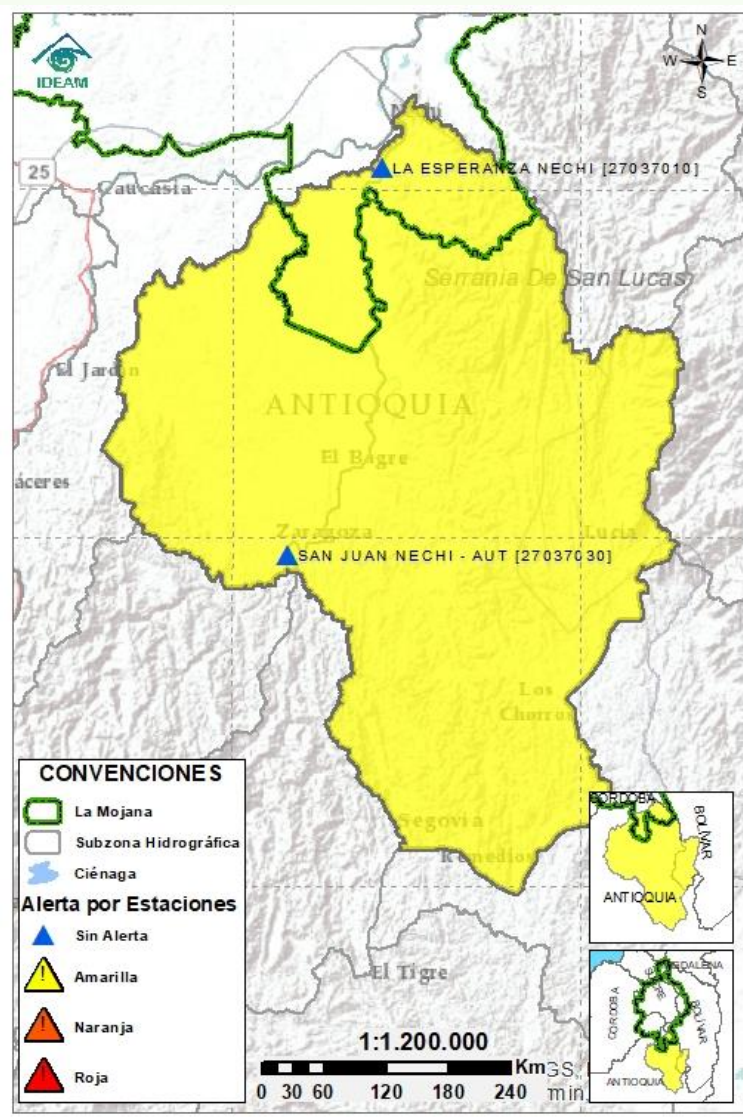 IDEAM
N
W E
S
25
Caucasia
LA ESPERANZA NECHI [27037010]
Serranía De San Lucas
El Jardín
ANTIOQUIA
El Bagre
áceres
Zaragoza
Lucia
SAN JUAN NECHI - AUT [27037030]
Los
Chorros
Segovia
Remedios
El Tigre
CONVENCIONES
La Mojana
Subzona Hidrográfica
Ciénaga
Alerta por Estaciones
Sin Alerta
Amarilla
Naranja
Roja
1:1.200.000
Km
0 30 60 120 180 240
CORDOBA
BOLIVAR
ANTIOQUIA
CORDOBA
BOLIVAR
ANTIOQUIA